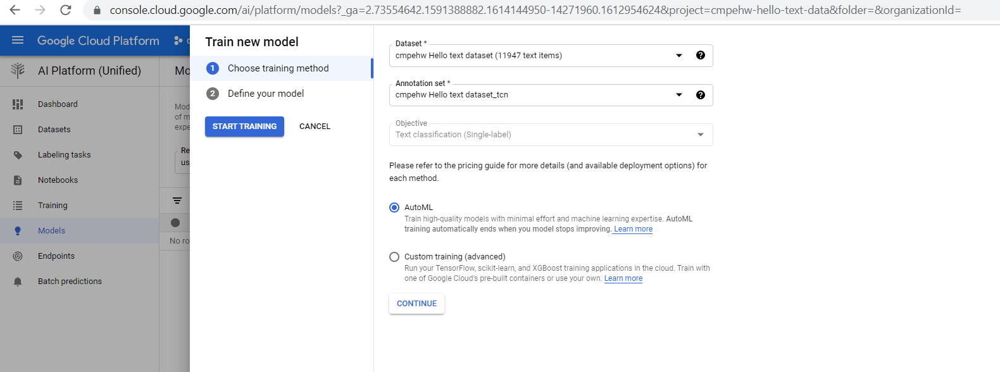 console.cloud.google.com/ai/platform/models?_ga=2.73554642.1591388882.1614144950-14271960.1612954624&project=cmpehw-hello-text-data&folder=&organizationId=
Google Cloud Platform
AI Platform (Unified)
Dashboard
Datasets
Labeling tasks
Notebooks
Training
Models
Endpoints
Batch predictions
Mo
Mod
of m
expe
Re
us
No ro
Train new model
1 Choose training method
2 Define your model
START TRAINING CANCEL
Dataset *
cmpehw Hello text dataset (11947 text items)
Annotation set *
cmpehw Hello text dataset_tcn
Objective
Text classification (Single-label)
Please refer to the pricing guide for more details (and available deployment options) for
each method.
AutoML
Train high-quality models with minimal effort and machine learning expertise. AutoML
training automatically ends when you model stops improving. Learn more
Custom training (advanced)
Run your TensorFlow, scikit-learn, and XGBoost training applications in the cloud. Train with
one of Google Cloud's pre-built containers or use your own. Learn more
CONTINUE